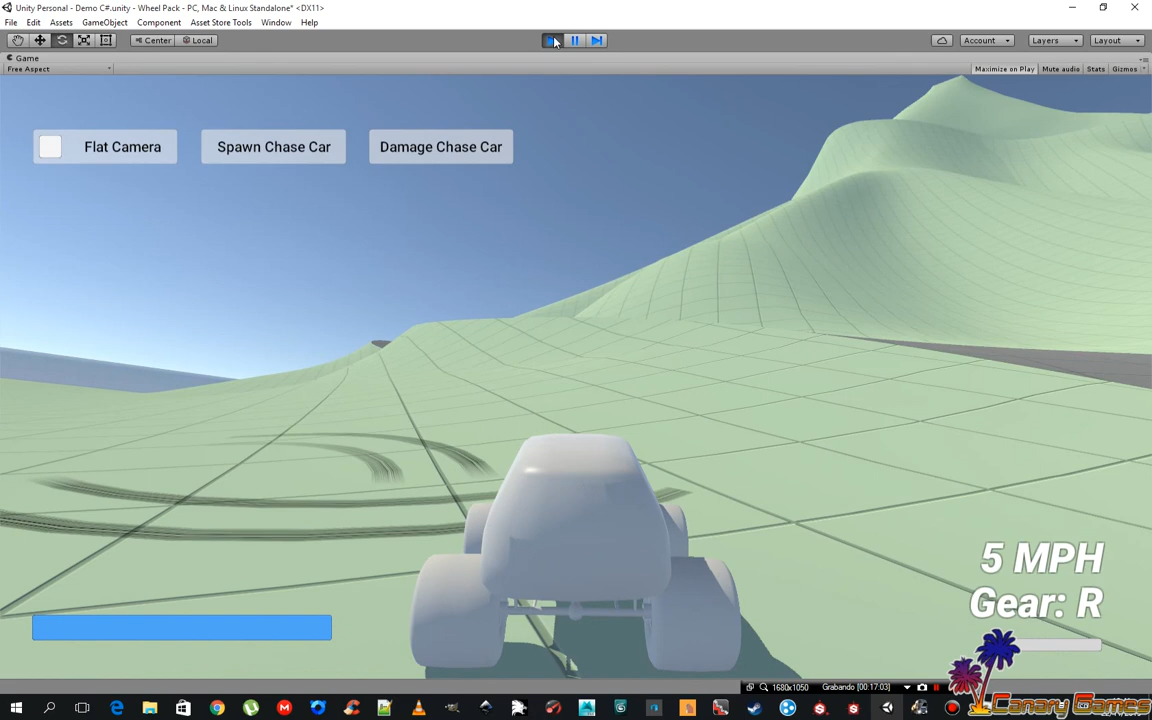 Unity Personal - Demo C#.unity - Wheel Pack - PC, Mac & Linux Standalone* <DX11>
File Edit Assets GameObject Component Asset Store Tools Window Help
Center Local Account Layers Layout
Game
Free Aspect Maximize on Play Mute audio Stats Gizmos
Flat Camera Spawn Chase Car Damage Chase Car
5 MPH
Gear: R
1680x1050 Grabando [00:17:03]
Canary Games